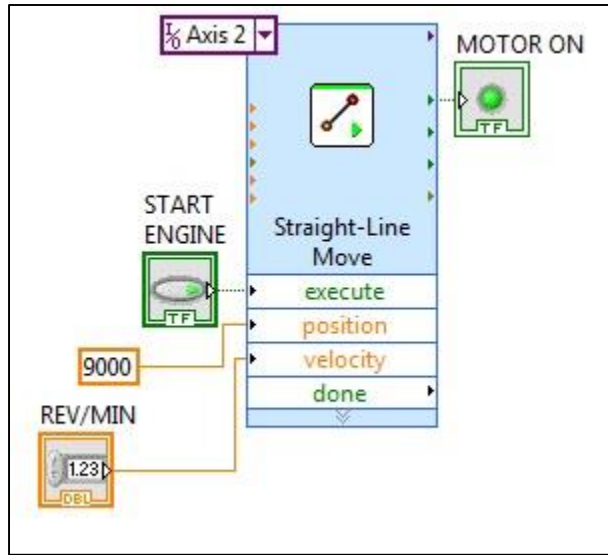 I/O Axis 2
MOTOR ON
TF
START
ENGINE
TF
Straight-Line
Move
execute
position
velocity
done
9000
REV/MIN
1.23
DBL